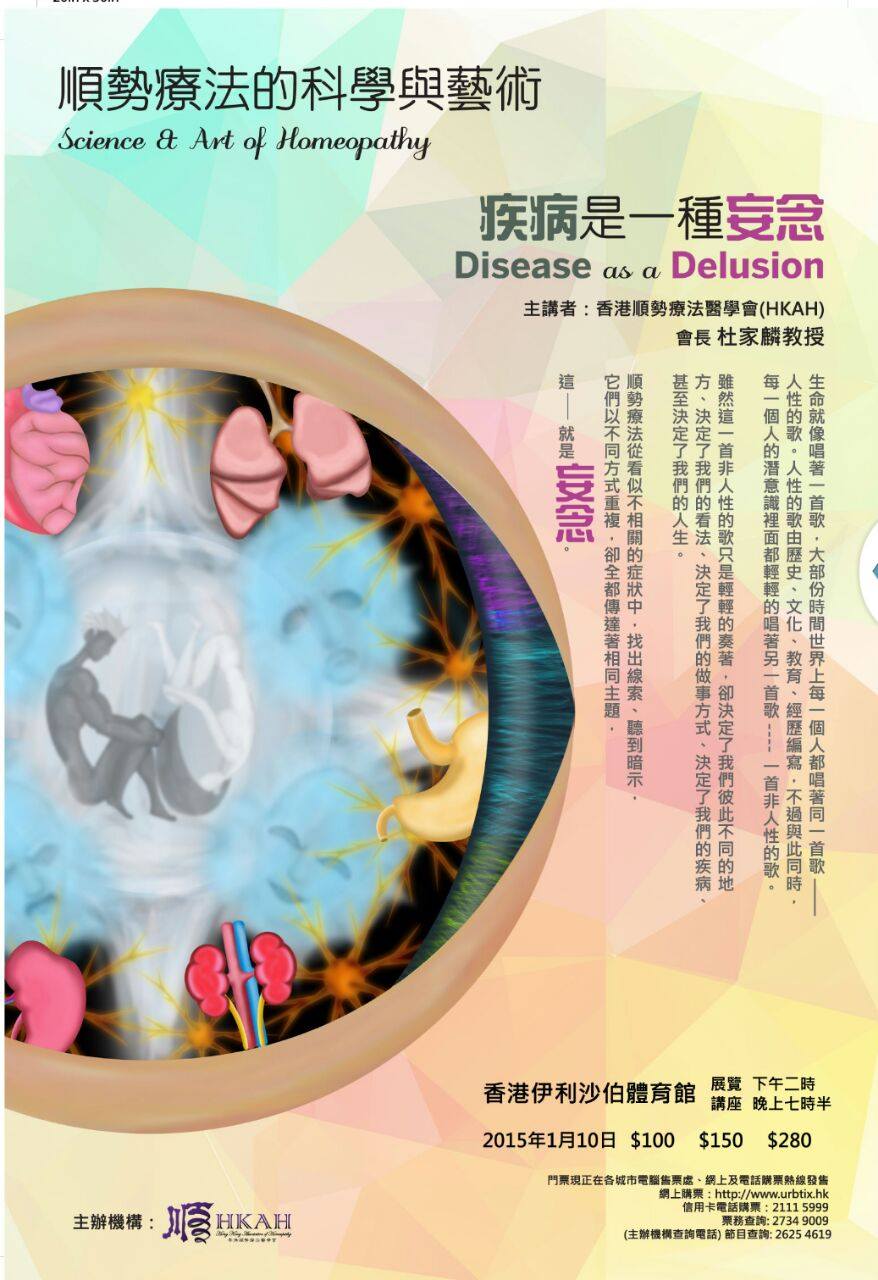 順勢療法的科學與藝術
Science & Art of Homeopathy
疾病是一種妄念
Disease as a Delusion
主講者：香港順勢療法醫學會(HKAH)
會長 杜家麟教授
生命就像唱著一首歌，大部份時間世界上每一個人都唱著同一首歌——
人性的歌。人性的歌由歷史、文化、教育、經歷編寫，不過與此同時，
每一個人的潛意識裡面都輕輕的唱著另一首歌┅┅一首非人性的歌。
雖然這一首非人性的歌只是輕輕的奏著，卻決定了我們彼此不同的地
方、決定了我們的看法、決定了我們的做事方式、決定了我們的疾病、
甚至決定了我們的人生。
順勢療法從看似不相關的症狀中，找出線索、聽到暗示，
它們以不同方式重複，卻全都傳達著相同主題，
這——就是妄念。
香港伊利沙伯體育館
展覽 下午二時
講座 晚上七時半
2015年1月10日 $100 $150 $280
門票現正在各城市電腦售票處、網上及電話購票熱線發售
網上購票：http://www.urbtix.hk
信用卡電話購票：2111 5999
票務查詢: 2734 9009
(主辦機構查詢電話) 節目查詢: 2625 4619
主辦機構：順 HKAH
Hong Kong Association of Homeopathy
香港順勢療法醫學會